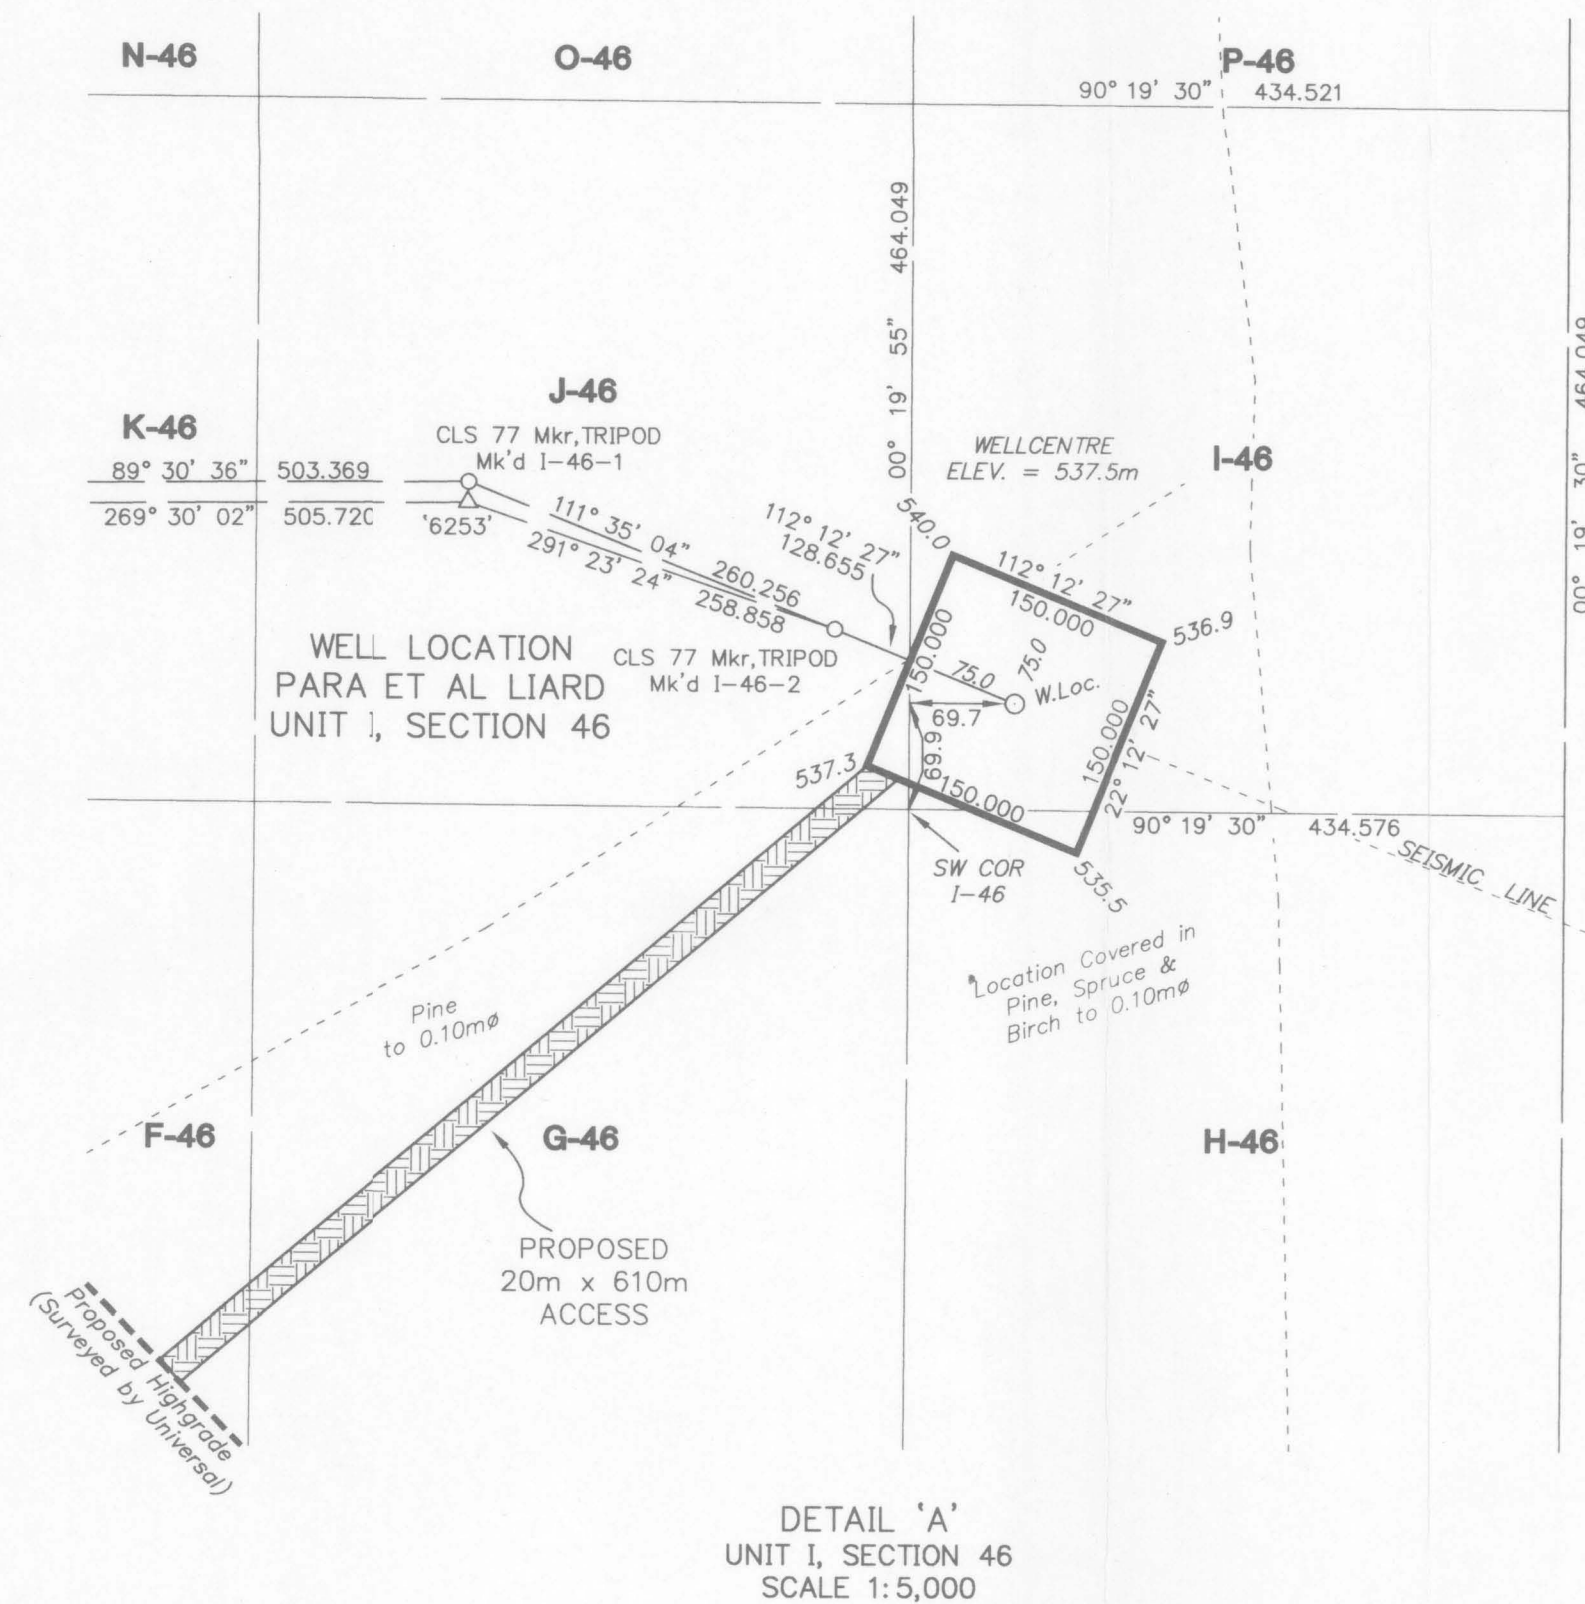 N-46
O-46
P-46
90° 19' 30" 434.521
464.049
00° 19' 55"
464.049
00° 19' 30"
J-46
K-46
CLS 77 Mkr,TRIPOD
Mk'd I-46-1
89° 30' 36" 503.369
269° 30' 02" 505.720
'6253'
111° 35' 04" 260.256
291° 23' 24" 258.858
112° 12' 27"
128.655
WELLCENTRE
ELEV. = 537.5m
I-46
540.0
112° 12' 27"
150.000
536.9
WELL LOCATION
PARA ET AL LIARD
UNIT I, SECTION 46
CLS 77 Mkr,TRIPOD
Mk'd I-46-2
150.000
75.0
75.0
W.Loc.
69.7
69.9
150.000
22° 12' 27"
537.3
150.000
90° 19' 30" 434.576
SEISMIC LINE
SW COR
I-46
535.5
Location Covered in
Pine, Spruce &
Birch to 0.10mø
Pine
to 0.10mø
F-46
G-46
H-46
PROPOSED
20m x 610m
ACCESS
Proposed Highgrade
(Surveyed by Universal)
DETAIL 'A'
UNIT I, SECTION 46
SCALE 1:5,000